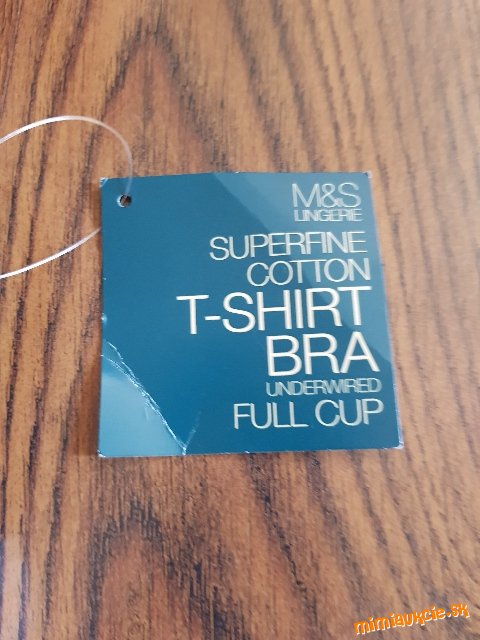 M&S
LINGERIE
SUPERFINE
COTTON
T-SHIRT
BRA
UNDERWIRED
FULL CUP
mimiaukcie.sk